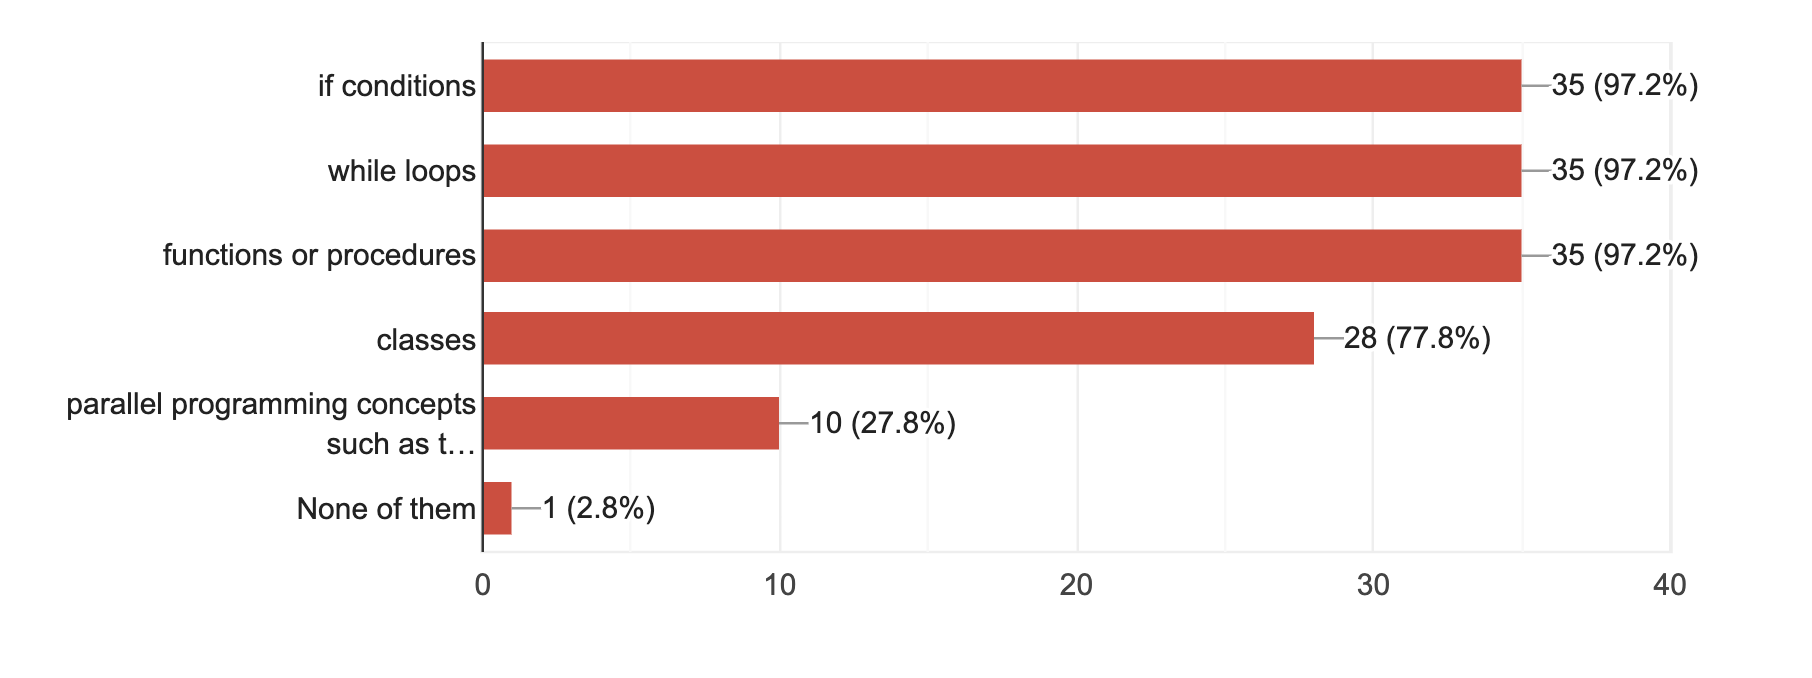 if conditions
35 (97.2%)
while loops
35 (97.2%)
functions or procedures
35 (97.2%)
classes
28 (77.8%)
parallel programming concepts
such as t…
10 (27.8%)
None of them
1 (2.8%)
0 10 20 30 40